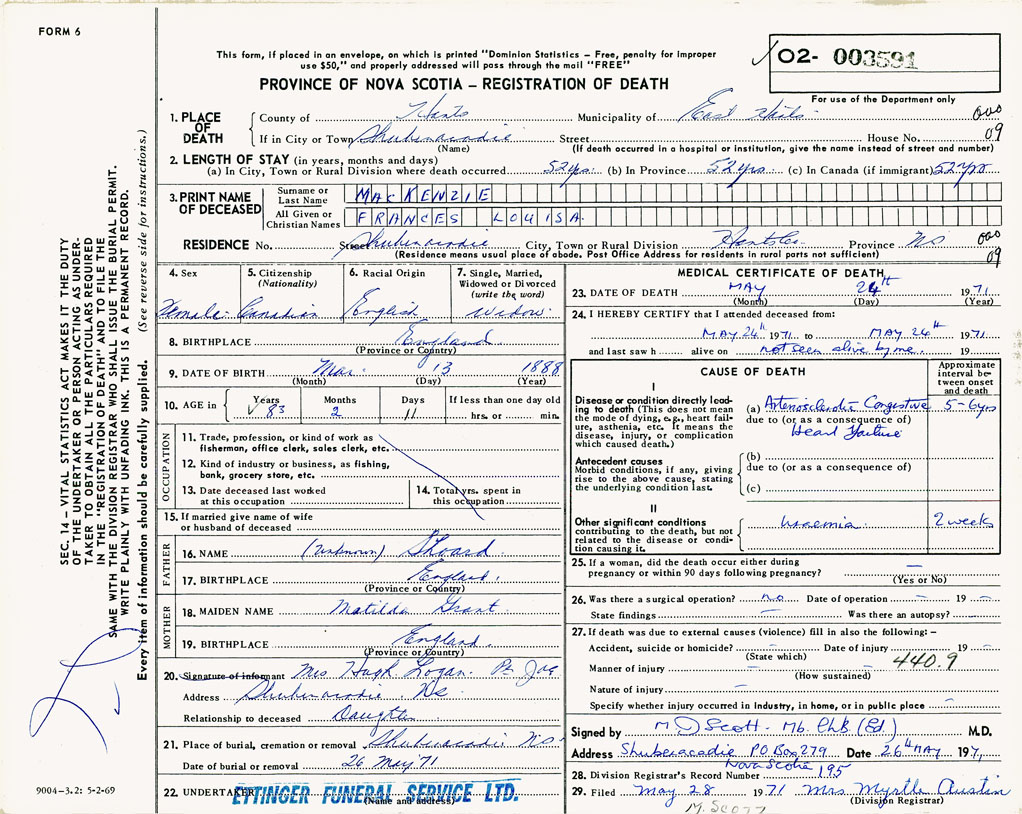 FORM 6
This form, if placed in an envelope, on which is printed "Dominion Statistics – Free, penalty for improper
use $50," and properly addressed will pass through the mail "FREE"
PROVINCE OF NOVA SCOTIA – REGISTRATION OF DEATH
O2- 003591
For use of the Department only
1. PLACE OF DEATH
County of Hants Municipality of East Hants 000
If in City or Town Shubenacadie Street House No. 09
(Name) (If death occurred in a hospital or institution, give the name instead of street and number)
2. LENGTH OF STAY (in years, months and days)
(a) In City, Town or Rural Division where death occurred 52 yrs. (b) In Province 52 yrs. (c) In Canada (if immigrant) 52 yrs
3. PRINT NAME OF DECEASED
Surname or Last Name MACKENZIE
All Given or Christian Names FRANCES LOUISA.
RESIDENCE No. Street Shubenacadie City, Town or Rural Division Hants Co. Province NS 000
(Residence means usual place of abode. Post Office Address for residents in rural parts not sufficient) 09
4. Sex Female
5. Citizenship (Nationality) Canadian
6. Racial Origin English
7. Single, Married, Widowed or Divorced (write the word) Widow
8. BIRTHPLACE England
(Province or Country)
9. DATE OF BIRTH Mar. 13 1888
(Month) (Day) (Year)
10. AGE in Years 83 Months 2 Days 11 If less than one day old hrs. or min.
OCCUPATION
11. Trade, profession, or kind of work as
fisherman, office clerk, sales clerk, etc.
12. Kind of industry or business, as fishing,
bank, grocery store, etc.
13. Date deceased last worked
at this occupation
14. Total yrs. spent in
this occupation
15. If married give name of wife
or husband of deceased
FATHER
16. NAME (unknown) Shoard
17. BIRTHPLACE England.
(Province or Country)
MOTHER
18. MAIDEN NAME Matilda Grant
19. BIRTHPLACE England
(Province or Country)
20. Signature of informant Mrs Hugh Logan.
Address Shubenacadie NS.
Relationship to deceased Daughter
21. Place of burial, cremation or removal Shubenacadie NS
Date of burial or removal 26 May '71
22. UNDERTAKER ETTINGER FUNERAL SERVICE LTD.
(Name and address)
MEDICAL CERTIFICATE OF DEATH
23. DATE OF DEATH MAY 24th 1971
(Month) (Day) (Year)
24. I HEREBY CERTIFY that I attended deceased from:
MAY 24th 1971 to MAY 24th 1971
and last saw h alive on not seen alive by me. 19
CAUSE OF DEATH
Approximate interval between onset and death
I
Disease or condition directly leading to death (This does not mean
the mode of dying, e.g., heart failure, asthenia, etc. It means the
disease, injury, or complication
which caused death.)
(a) Arteriosclerotic Congestive 5-6yrs
due to (or as a consequence of)
Heart Failure
Antecedent causes
Morbid conditions, if any, giving
rise to the above cause, stating
the underlying condition last.
(b)
due to (or as a consequence of)
(c)
II
Other significant conditions
contributing to the death, but not
related to the disease or condition causing it.
Uraemia 2 weeks
25. If a woman, did the death occur either during
pregnancy or within 90 days following pregnancy? –
(Yes or No)
26. Was there a surgical operation? no Date of operation – 19 –
State findings – Was there an autopsy? –
27. If death was due to external causes (violence) fill in also the following: –
Accident, suicide or homicide? – Date of injury 19 –
(State which) 440.9
Manner of injury –
(How sustained)
Nature of injury –
Specify whether injury occurred in industry, in home, or in public place –
Signed by M D Scott - Mb. ChB (Ed.) M.D.
Address Shubenacadie P.O Box 279 Date 26th MAY 1971
Nova Scotia
28. Division Registrar's Record Number 195
29. Filed May 28 1971 Mrs Myrtle Austin
(Division Registrar)
M. SCOTT
SEC. 14 – VITAL STATISTICS ACT MAKES IT THE DUTY
OF THE UNDERTAKER OR PERSON ACTING AS UNDER-
TAKER TO OBTAIN ALL THE PARTICULARS REQUIRED
IN THE "REGISTRATION OF DEATH" AND TO FILE THE
SAME WITH THE DIVISION REGISTRAR WHO SHALL ISSUE THE BURIAL PERMIT.
WRITE PLAINLY WITH UNFADING INK. THIS IS A PERMANENT RECORD.
Every item of information should be carefully supplied. (See reverse side for instructions.)
9004-3.2: 5-2-69